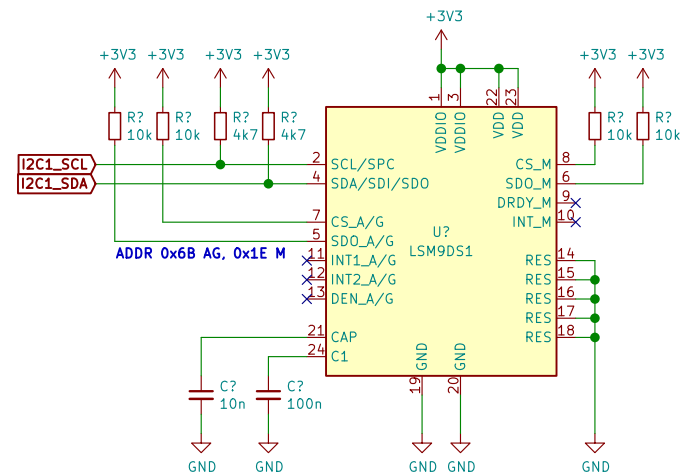 +3V3
+3V3 +3V3 +3V3 +3V3 +3V3 +3V3
R? 10k
R? 10k
R? 4k7
R? 4k7
R? 10k
R? 10k
1 VDDIO
3 VDDIO
22 VDD
23 VDD
I2C1_SCL
I2C1_SDA
2 SCL/SPC
4 SDA/SDI/SDO
7 CS_A/G
5 SDO_A/G
ADDR 0x6B AG, 0x1E M
11 INT1_A/G
12 INT2_A/G
13 DEN_A/G
21 CAP
24 C1
U?
LSM9DS1
CS_M 8
SDO_M 6
DRDY_M 9
INT_M 10
RES 14
RES 15
RES 16
RES 17
RES 18
GND 19
GND 20
C?
10n
C?
100n
GND GND GND GND GND